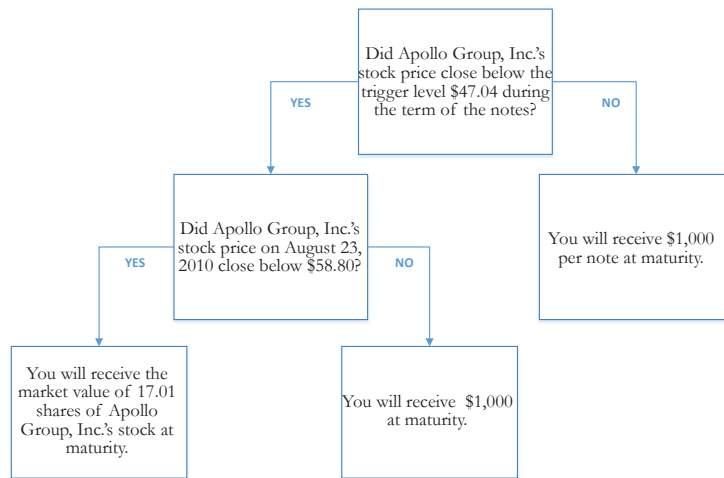 Did Apollo Group, Inc.'s
stock price close below the
trigger level $47.04 during
the term of the notes?
YES
NO
Did Apollo Group, Inc.'s
stock price on August 23,
2010 close below $58.80?
You will receive $1,000
per note at maturity.
YES
NO
You will receive the
market value of 17.01
shares of Apollo
Group, Inc.'s stock at
maturity.
You will receive $1,000
at maturity.